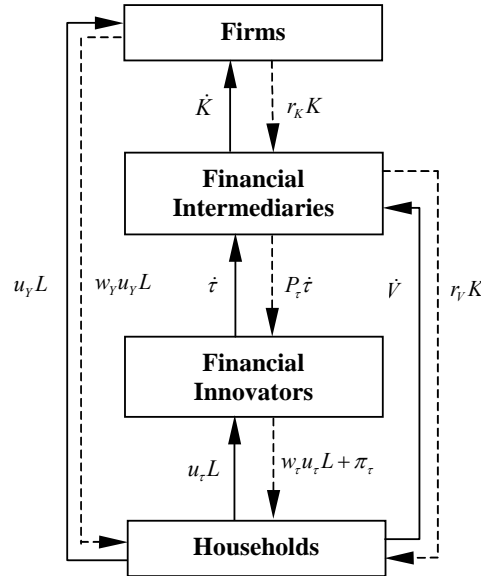 Firms
K̇
r_K K
Financial
Intermediaries
u_Y L
w_Y u_Y L
τ̇
P_τ τ̇
V̇
r_V K
Financial
Innovators
u_τ L
w_τ u_τ L + π_τ
Households